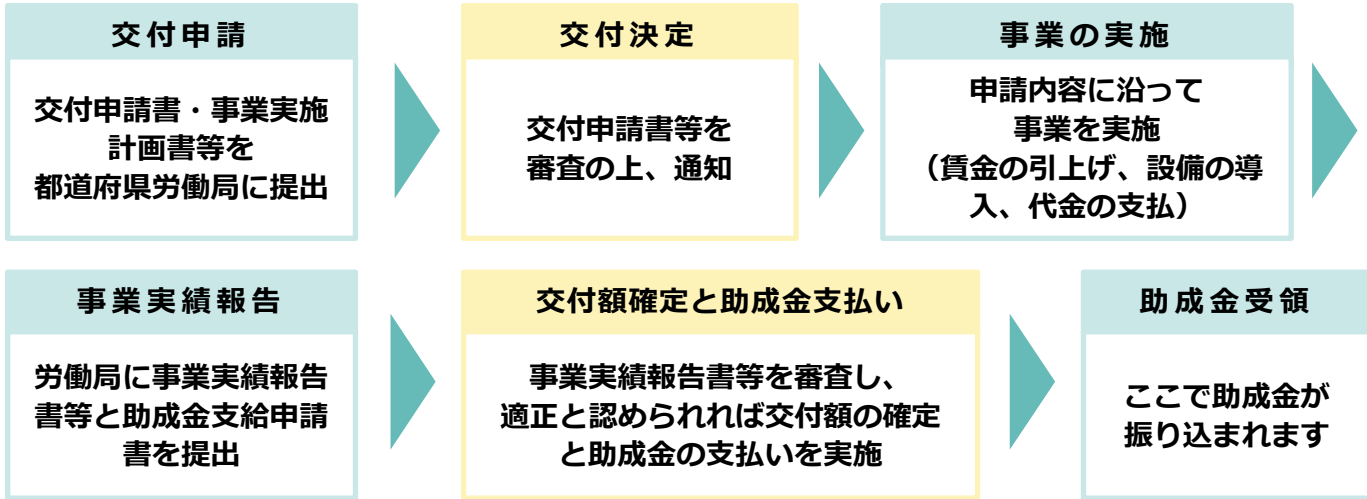 交付申請
交付申請書・事業実施
計画書等を
都道府県労働局に提出
交付決定
交付申請書等を
審査の上、通知
事業の実施
申請内容に沿って
事業を実施
（賃金の引上げ、設備の導
入、代金の支払）
事業実績報告
労働局に事業実績報告
書等と助成金支給申請
書を提出
交付額確定と助成金支払い
事業実績報告書等を審査し、
適正と認められれば交付額の確定
と助成金の支払いを実施
助成金受領
ここで助成金が
振り込まれます